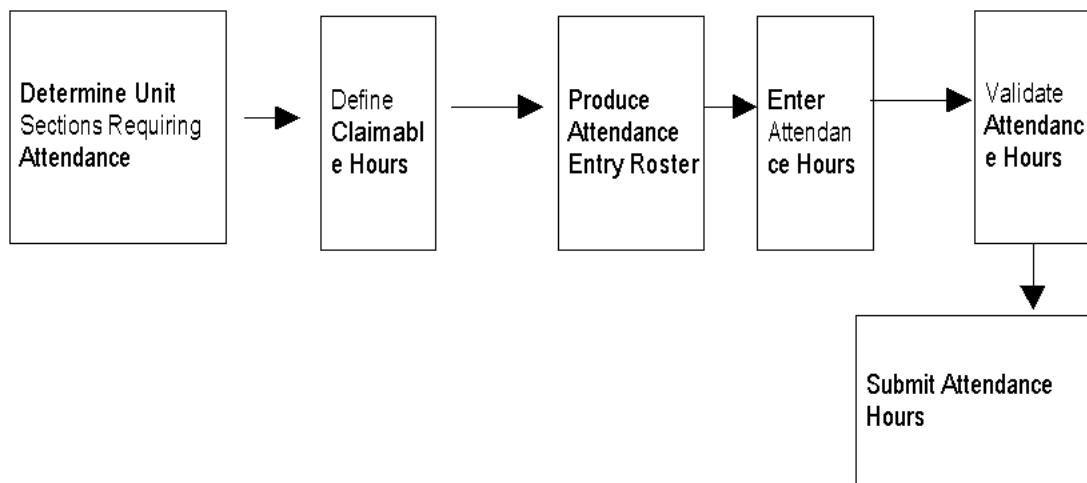 Determine Unit
Sections Requiring
Attendance
Define
Claimabl
e Hours
Produce
Attendance
Entry Roster
Enter
Attendan
ce Hours
Validate
Attendanc
e Hours
Submit Attendance
Hours